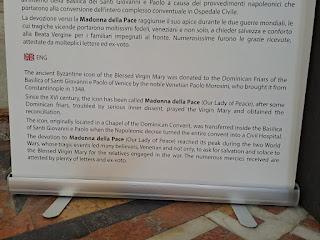 Santi Giovanni e Paolo a causa dei provvedimenti napoleonici che
portarono alla conversione dell'intero complesso conventuale in Ospedale Civile.
La devozione verso la Madonna della Pace raggiunse il suo apice durante le due guerre mondiali, le
cui tragiche vicende portarono moltissimi fedeli, veneziani e non solo, a chiedere salvezza e conforto
alla Beata Vergine per i familiari impegnati al fronte. Numerosissime furono le grazie ricevute,
attestate da molteplici lettere ed ex-voto.
ENG
The ancient Byzantine icon of the Blessed Virgin Mary was donated to the Dominican Friars of the
Basilica of Santi Giovanni e Paolo of Venice by the noble Venetian Paolo Morosini, who brought it from
Constantinople in 1348.
Since the XVI century, the icon has been called Madonna della Pace (Our Lady of Peace), after some
Dominican friars, troubled by serious inner dissent, prayed the Virgin Mary and obtained the
reconciliation.
The icon, originally located in a Chapel of the Dominican Convent, was transferred inside the Basilica
of Santi Giovanni e Paolo when the Napoleonic decree turned the entire convent into a Civil Hospital.
The devotion to Madonna della Pace (Our Lady of Peace) reached its peak during the two World
Wars, whose tragic events led many believers, Venetian and not only, to ask for salvation and solace to
the Blessed Virgin Mary for the relatives engaged in the war. The numerous mercies received are
attested by plenty of letters and ex-voto.